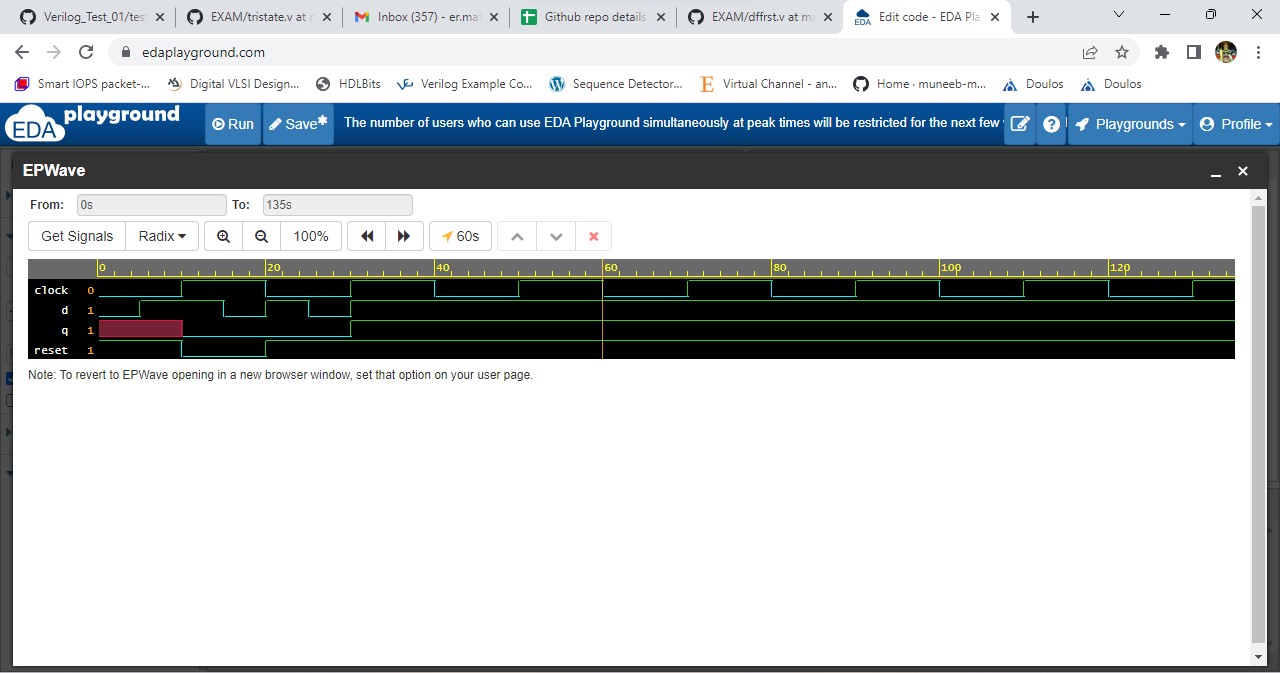 Verilog_Test_01/test
EXAM/tristate.v at m
Inbox (357) - er.mat
Github repo details
EXAM/dffrst.v at ma
Edit code - EDA Pla
edaplayground.com
Smart IOPS packet-...
Digital VLSI Design...
HDLBits
Verilog Example Co...
Sequence Detector...
Virtual Channel - an...
Home · muneeb-m...
Doulos
Doulos
EDA playground
Run
Save*
The number of users who can use EDA Playground simultaneously at peak times will be restricted for the next few
Playgrounds
Profile
EPWave
From: 0s To: 135s
Get Signals Radix 100% 60s
0 20 40 60 80 100 120
clock 0
d 1
q 1
reset 1
Note: To revert to EPWave opening in a new browser window, set that option on your user page.